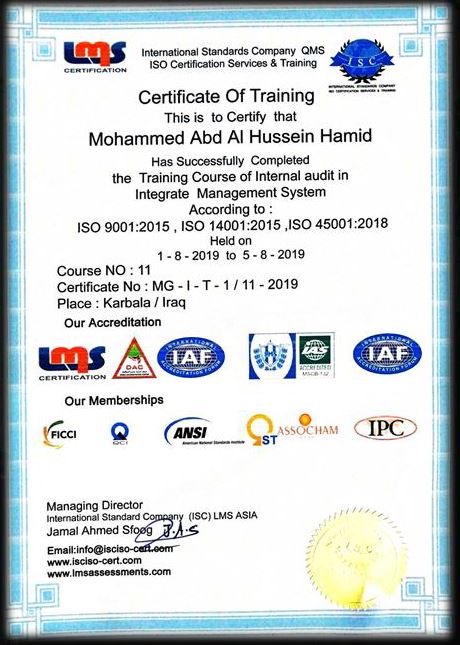 LMS
CERTIFICATION
International Standards Company QMS
ISO Certification Services & Training
ISC
INTERNATIONAL STANDARDS COMPANY
ISO CERTIFICATION SERVICES & TRAINING
Certificate Of Training
This is to Certify that
Mohammed Abd Al Hussein Hamid
Has Successfully Completed
the Training Course of Internal audit in
Integrate Management System
According to :
ISO 9001:2015 , ISO 14001:2015 ,ISO 45001:2018
Held on
1 - 8 -2019 to 5 - 8 -2019
Course NO : 11
Certificate No : MG - I - T - 1 / 11 - 2019
Place : Karbala / Iraq
Our Accreditation
LMS
CERTIFICATION
DAC
INTERNATIONAL
IAF
ACCREDITATION FORUM
IAS
ACCREDITED
MSCB-132
INTERNATIONAL
IAF
ACCREDITATION FORUM
Our Memberships
FICCI
QCI
ANSI
American National Standards Institute
ST
ASSOCHAM
IPC
Managing Director
International Standard Company (ISC) LMS ASIA
Jamal Ahmed Sfoog J.A.S
Email:info@isciso-cert.com
www.isciso-cert.com
www.lmsassessments.com